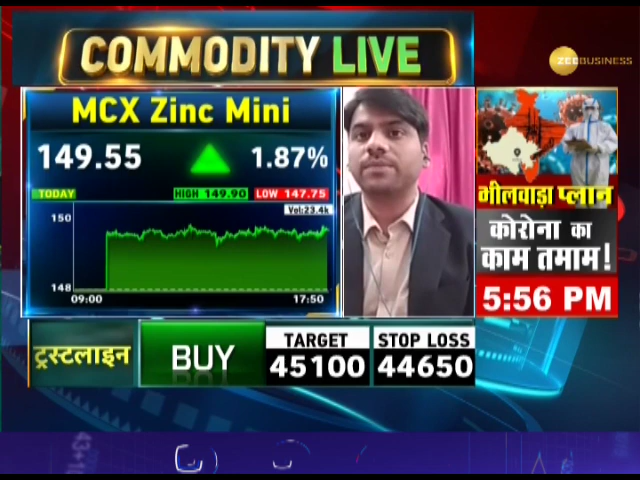 COMMODITY LIVE
ZEEBUSINESS
MCX Zinc Mini
149.55 1.87%
TODAY HIGH 149.90 LOW 147.75
Vol:23.4k
150
148
09:00 17:50
भीलवाड़ा प्लान
कोरोना का
काम तमाम!
5:56 PM
ट्रस्टलाइन
BUY
TARGET
45100
STOP LOSS
44650